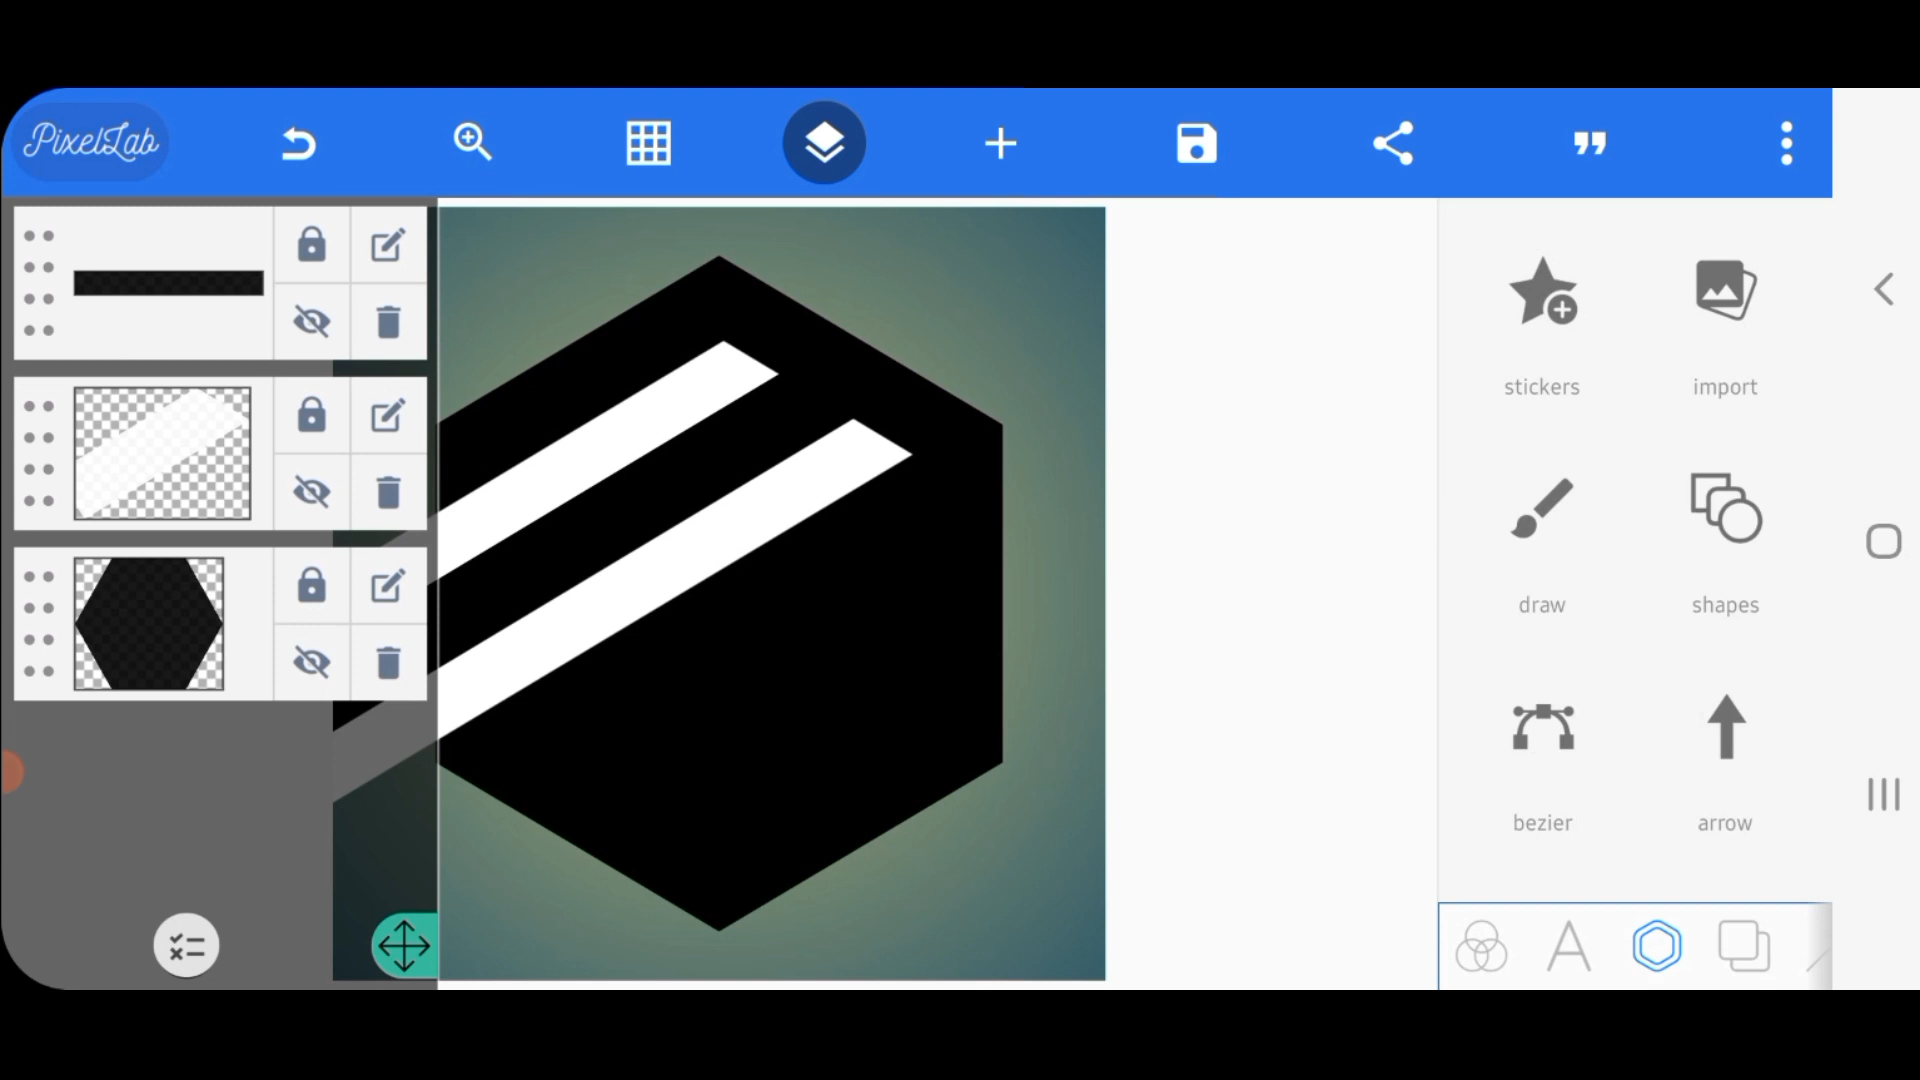 PixelLab
stickers
import
draw
shapes
bezier
arrow